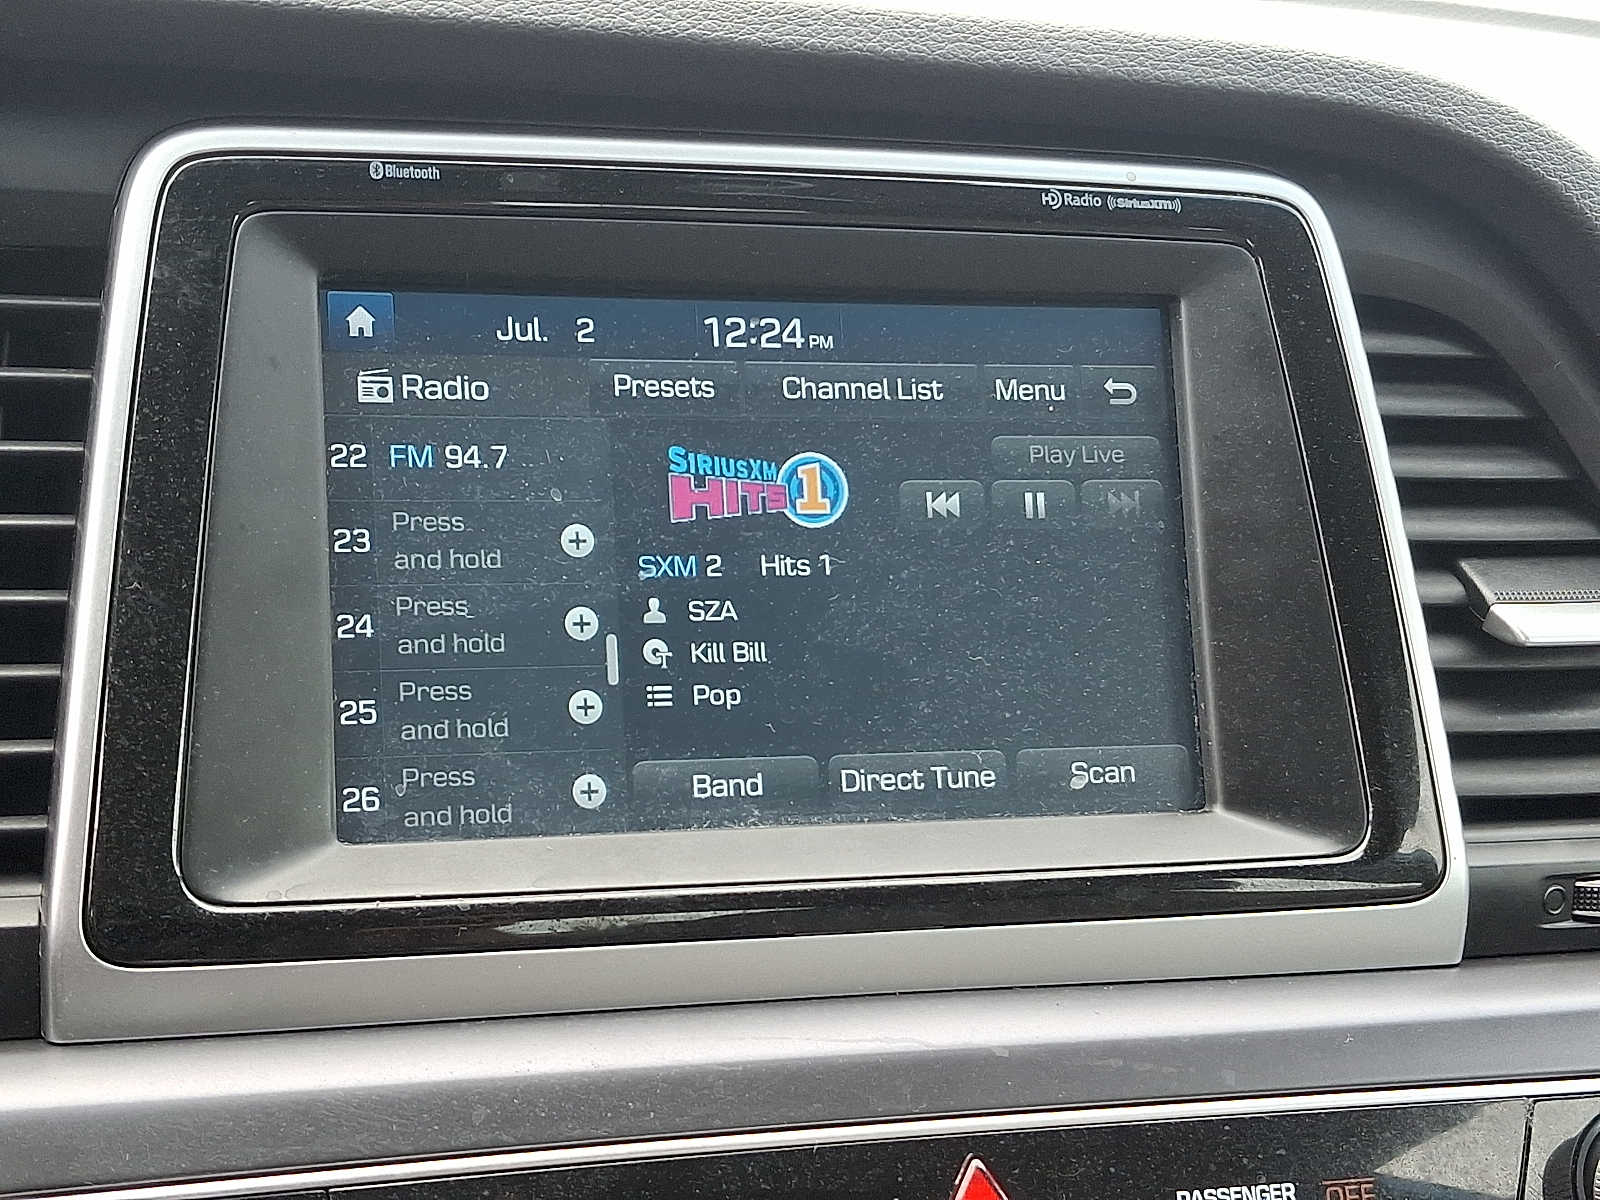 Bluetooth
HD Radio ((SiriusXM))
Jul. 2 12:24 PM
Radio Presets Channel List Menu
22 FM 94.7
23 Press
and hold
24 Press
and hold
25 Press
and hold
26 Press
and hold
SIRIUSXM
HITS 1
Play Live
SXM 2 Hits 1
SZA
Kill Bill
Pop
Band Direct Tune Scan
PASSENGER OFF